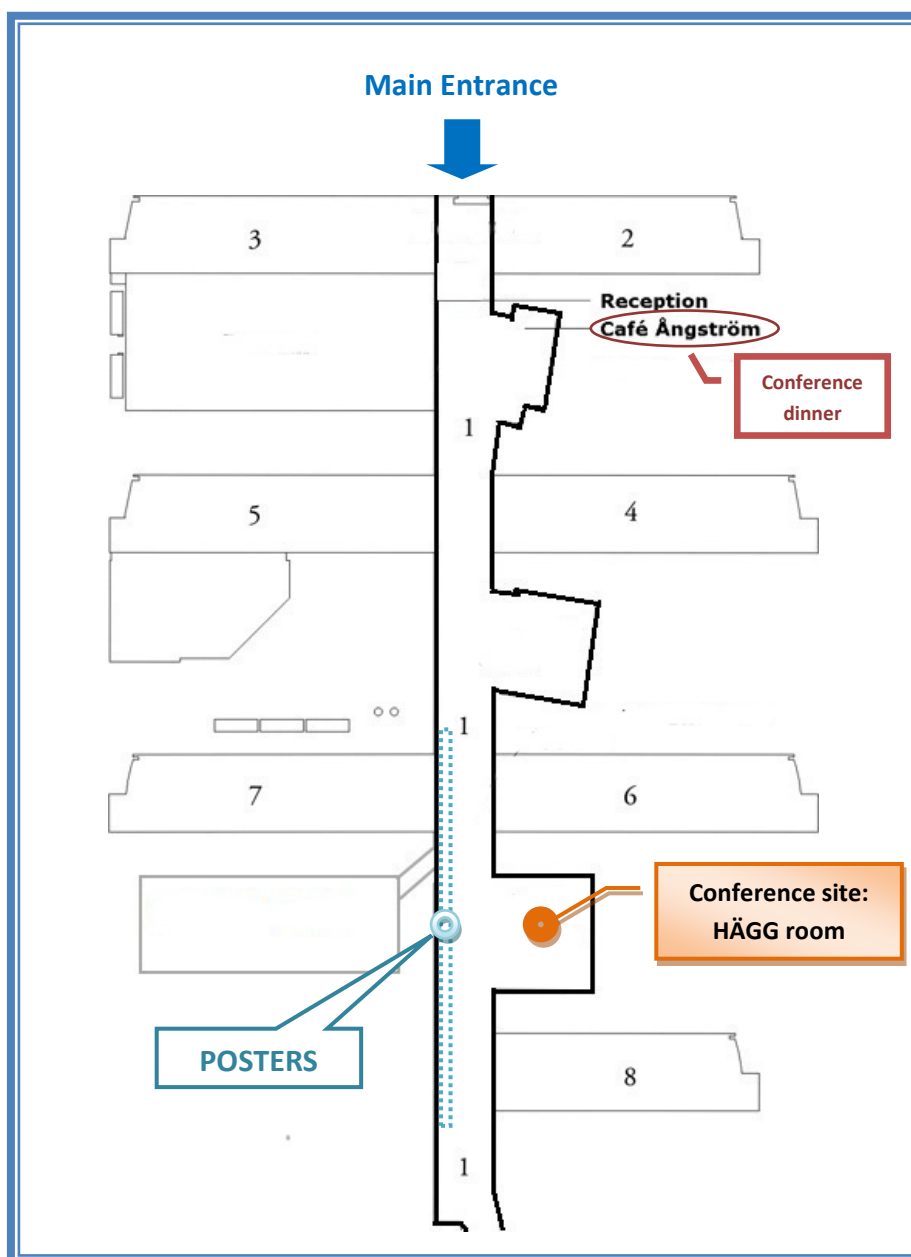 Main Entrance
3
2
Reception
Café Ångström
Conference
dinner
1
5
4
1
7
6
Conference site:
HÄGG room
POSTERS
8
1